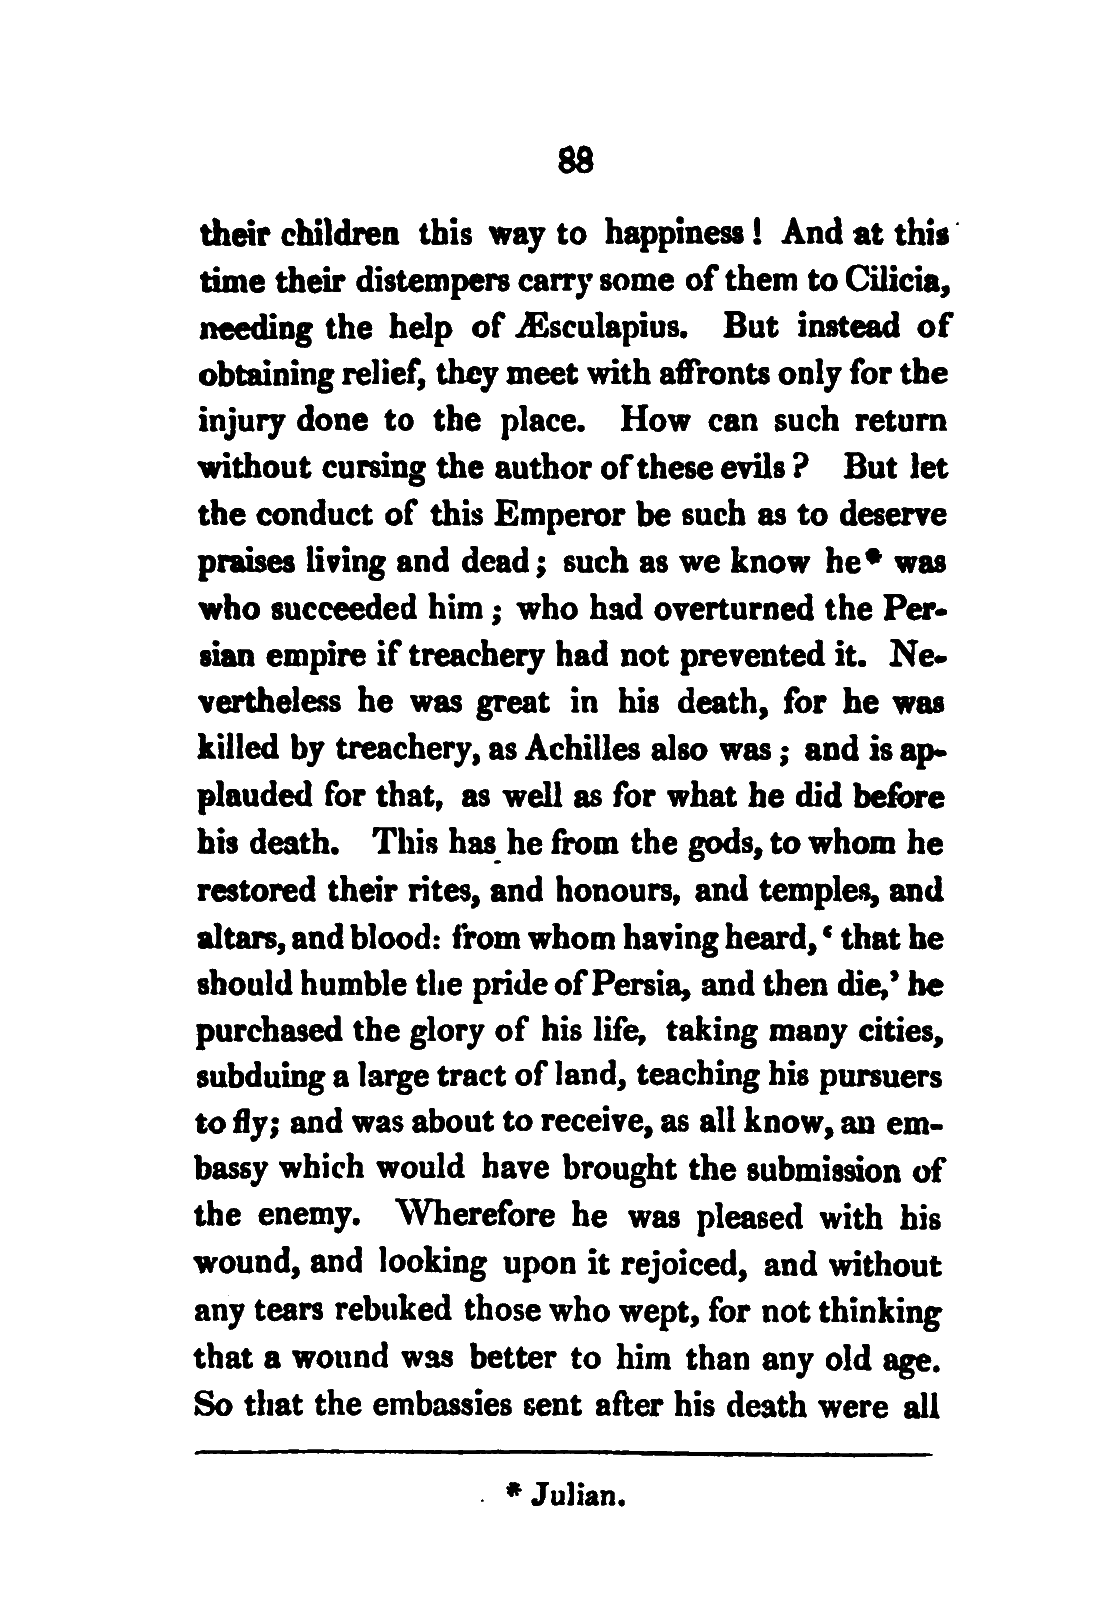 88
their children this way to happiness! And at this
time their distempers carry some of them to Cilicia,
needing the help of Æsculapius. But instead of
obtaining relief, they meet with affronts only for the
injury done to the place. How can such return
without cursing the author of these evils? But let
the conduct of this Emperor be such as to deserve
praises living and dead; such as we know he* was
who succeeded him; who had overturned the Per-
sian empire if treachery had not prevented it. Ne-
vertheless he was great in his death, for he was
killed by treachery, as Achilles also was; and is ap-
plauded for that, as well as for what he did before
his death. This has he from the gods, to whom he
restored their rites, and honours, and temples, and
altars, and blood: from whom having heard, ‘that he
should humble the pride of Persia, and then die,’ he
purchased the glory of his life, taking many cities,
subduing a large tract of land, teaching his pursuers
to fly; and was about to receive, as all know, an em-
bassy which would have brought the submission of
the enemy. Wherefore he was pleased with his
wound, and looking upon it rejoiced, and without
any tears rebuked those who wept, for not thinking
that a wound was better to him than any old age.
So that the embassies sent after his death were all
* Julian.